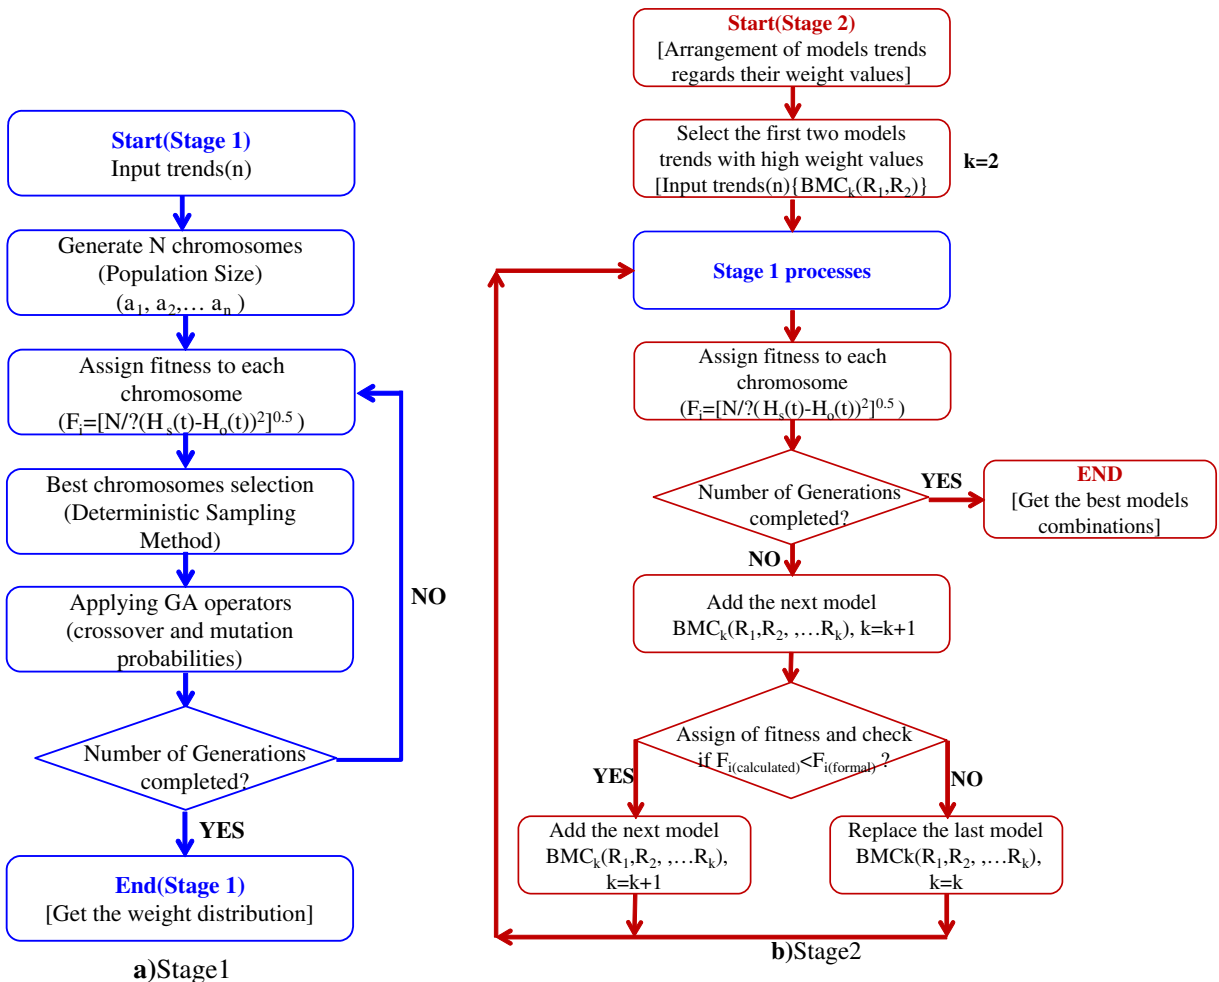 Start(Stage 1)
Input trends(n)
Generate N chromosomes
(Population Size)
(a₁, a₂,… aₙ )
Assign fitness to each
chromosome
(Fᵢ=[N/?(Hₛ(t)-Hₒ(t))²]⁰·⁵ )
Best chromosomes selection
(Deterministic Sampling
Method)
Applying GA operators
(crossover and mutation
probabilities)
NO
Number of Generations
completed?
YES
End(Stage 1)
[Get the weight distribution]
a)Stage1
Start(Stage 2)
[Arrangement of models trends
regards their weight values]
Select the first two models
trends with high weight values
[Input trends(n){BMCₖ(R₁,R₂)}
k=2
Stage 1 processes
Assign fitness to each
chromosome
(Fᵢ=[N/?(Hₛ(t)-Hₒ(t))²]⁰·⁵ )
Number of Generations
completed?
YES
END
[Get the best models
combinations]
NO
Add the next model
BMCₖ(R₁,R₂, ,…Rₖ), k=k+1
Assign of fitness and check
if Fᵢ₍calculated₎<Fᵢ₍formal₎ ?
YES
NO
Add the next model
BMCₖ(R₁,R₂, ,…Rₖ),
k=k+1
Replace the last model
BMCk(R₁,R₂, ,…Rₖ),
k=k
b)Stage2